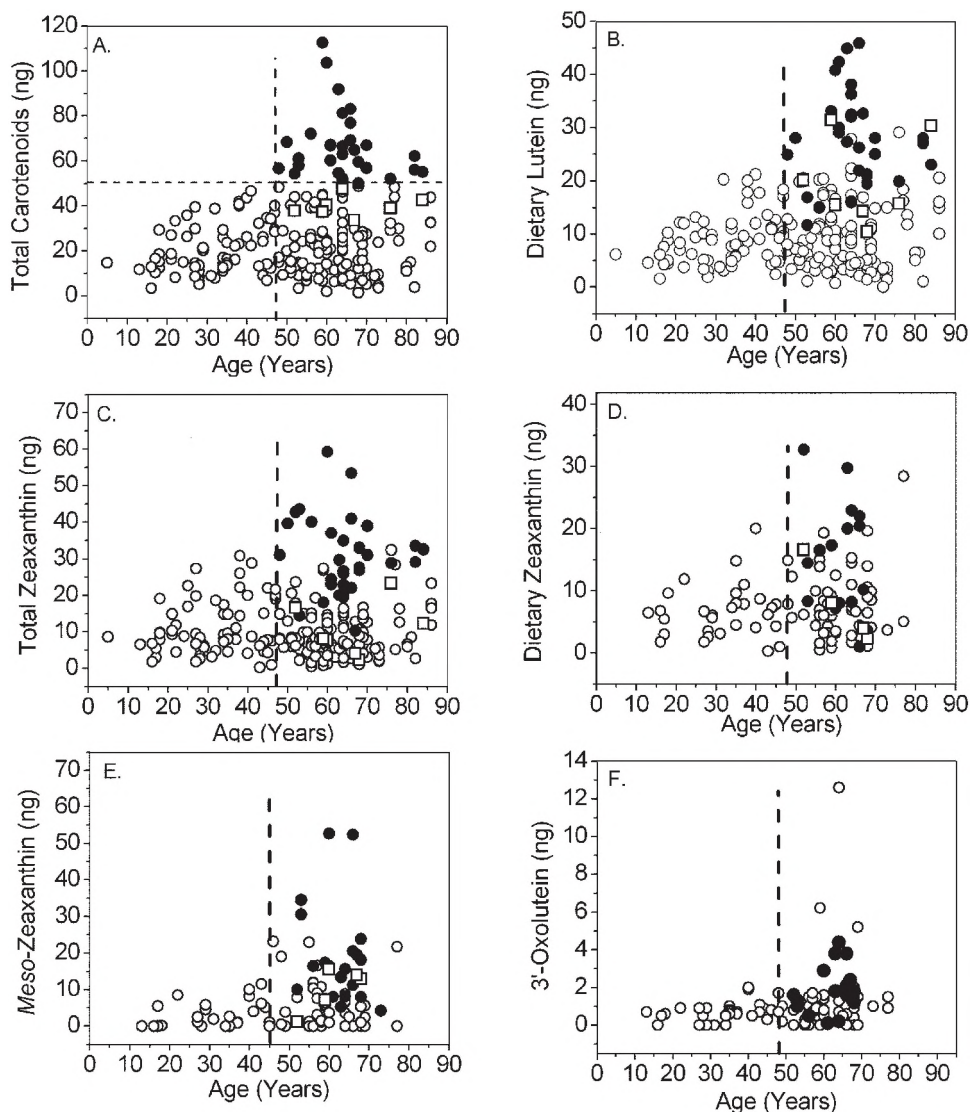 A.
Total Carotenoids (ng)
120
100
80
60
40
20
0
0 10 20 30 40 50 60 70 80 90
Age (Years)
B.
Dietary Lutein (ng)
50
40
30
20
10
0
0 10 20 30 40 50 60 70 80 90
Age (Years)
C.
Total Zeaxanthin (ng)
70
60
50
40
30
20
10
0
0 10 20 30 40 50 60 70 80 90
Age (Years)
D.
Dietary Zeaxanthin (ng)
40
30
20
10
0
0 10 20 30 40 50 60 70 80 90
Age (Years)
E.
Meso-Zeaxanthin (ng)
70
60
50
40
30
20
10
0
0 10 20 30 40 50 60 70 80 90
Age (Years)
F.
3'-Oxolutein (ng)
14
12
10
8
6
4
2
0
0 10 20 30 40 50 60 70 80 90
Age (Years)